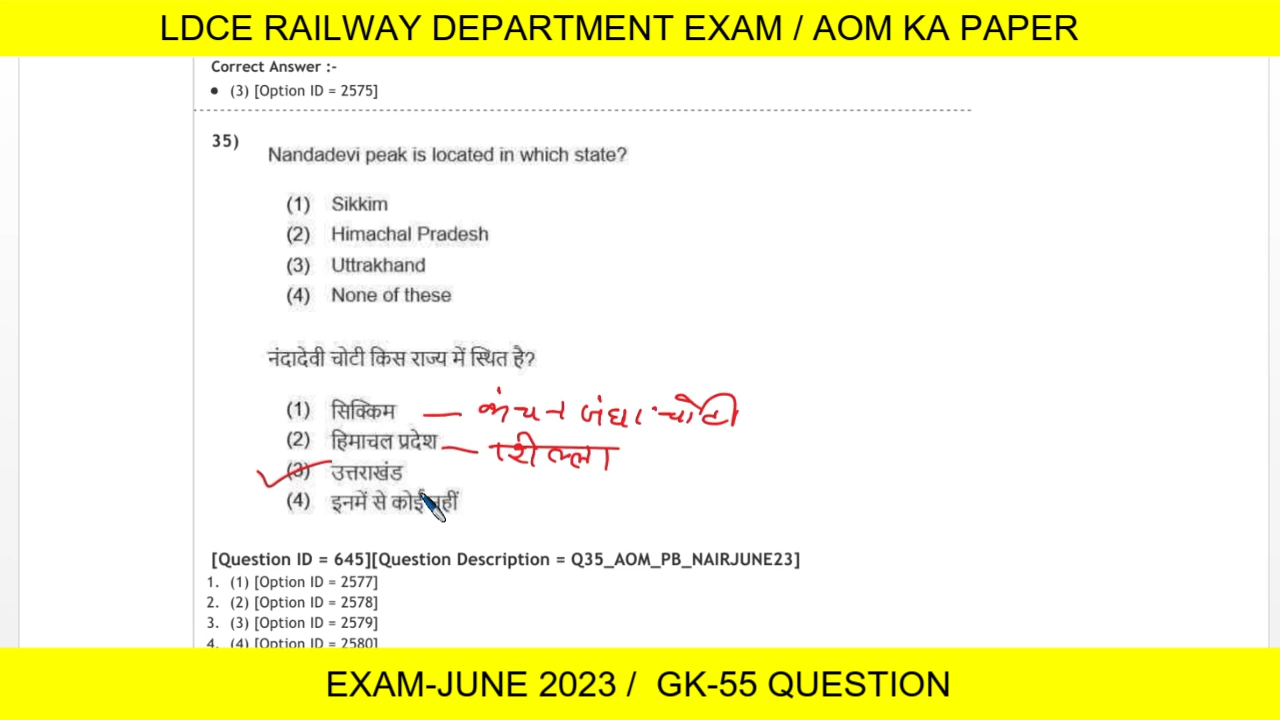 LDCE RAILWAY DEPARTMENT EXAM / AOM KA PAPER
Correct Answer :-
• (3) [Option ID = 2575]
35)
Nandadevi peak is located in which state?
(1) Sikkim
(2) Himachal Pradesh
(3) Uttrakhand
(4) None of these
नंदादेवी चोटी किस राज्य में स्थित है?
(1) सिक्किम — कंचन जंघा चोटी
(2) हिमाचल प्रदेश — शिल्ला
(3) उत्तराखंड
(4) इनमें से कोई नहीं
[Question ID = 645][Question Description = Q35_AOM_PB_NAIRJUNE23]
1. (1) [Option ID = 2577]
2. (2) [Option ID = 2578]
3. (3) [Option ID = 2579]
4. (4) [Option ID = 2580]
EXAM-JUNE 2023 / GK-55 QUESTION